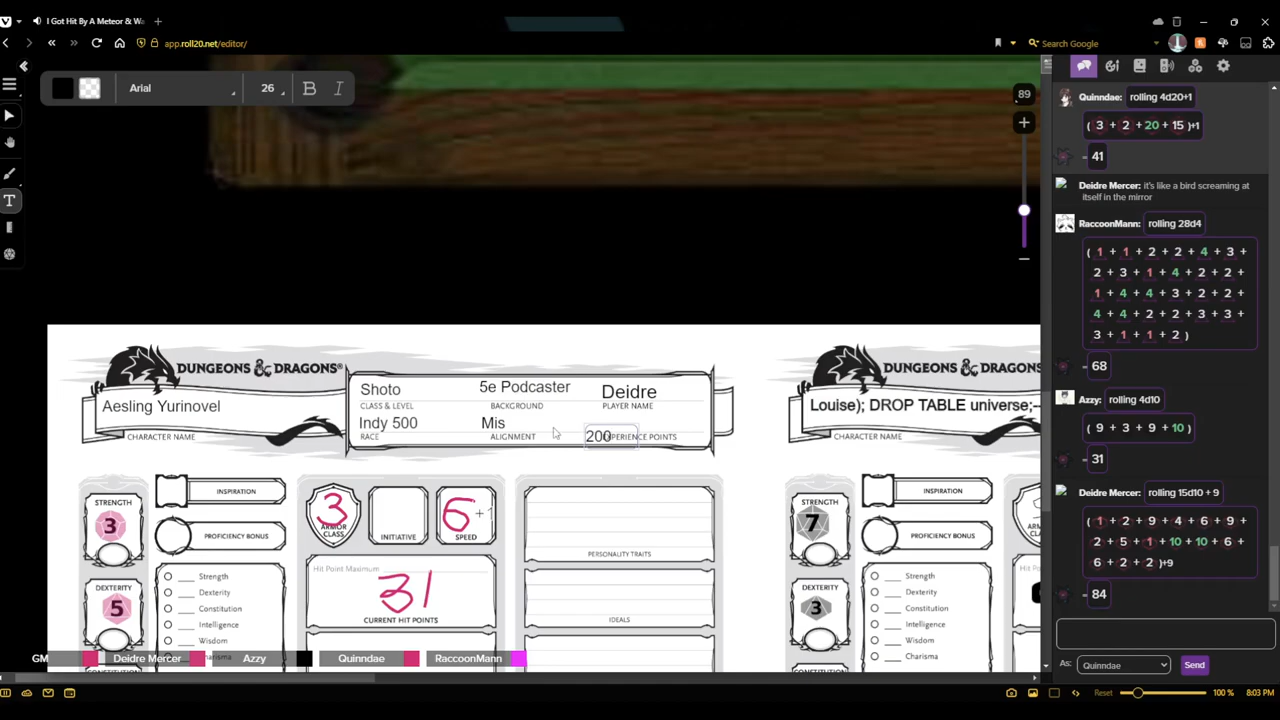 I Got Hit By A Meteor & W
app.roll20.net/editor/
Search Google
Arial
26
B
I
89
Quinndae: rolling 4d20+1
( 3 + 2 + 20 + 15 )+1
= 41
Deidre Mercer: it's like a bird screaming at
itself in the mirror
RaccoonMann: rolling 28d4
( 1 + 1 + 2 + 2 + 4 + 3 +
2 + 3 + 1 + 4 + 2 + 2 +
1 + 4 + 4 + 3 + 2 + 2 +
4 + 4 + 2 + 2 + 3 + 3 +
3 + 1 + 1 + 2 )
= 68
Azzy: rolling 4d10
( 9 + 3 + 9 + 10 )
= 31
Deidre Mercer: rolling 15d10 + 9
( 1 + 2 + 9 + 4 + 6 + 9 +
2 + 5 + 1 + 10 + 10 + 6 +
6 + 2 + 2 )+9
= 84
As: Quinndae
Send
DUNGEONS & DRAGONS®
Aesling Yurinovel
CHARACTER NAME
Shoto
CLASS & LEVEL
5e Podcaster
BACKGROUND
Deidre
PLAYER NAME
Indy 500
RACE
Mis
ALIGNMENT
200
EXPERIENCE POINTS
STRENGTH
3
DEXTERITY
5
INSPIRATION
PROFICIENCY BONUS
Strength
Dexterity
Constitution
Intelligence
Wisdom
Charisma
3
ARMOR
CLASS
INITIATIVE
6
SPEED
Hit Point Maximum
31
CURRENT HIT POINTS
PERSONALITY TRAITS
IDEALS
DUNGEONS & DRAGONS®
Louise); DROP TABLE universe;--
CHARACTER NAME
STRENGTH
7
DEXTERITY
3
INSPIRATION
PROFICIENCY BONUS
Strength
Dexterity
Constitution
Intelligence
Wisdom
Charisma
GM
Deidre Mercer
Azzy
Quinndae
RaccoonMann
Reset
100 %
8:03 PM